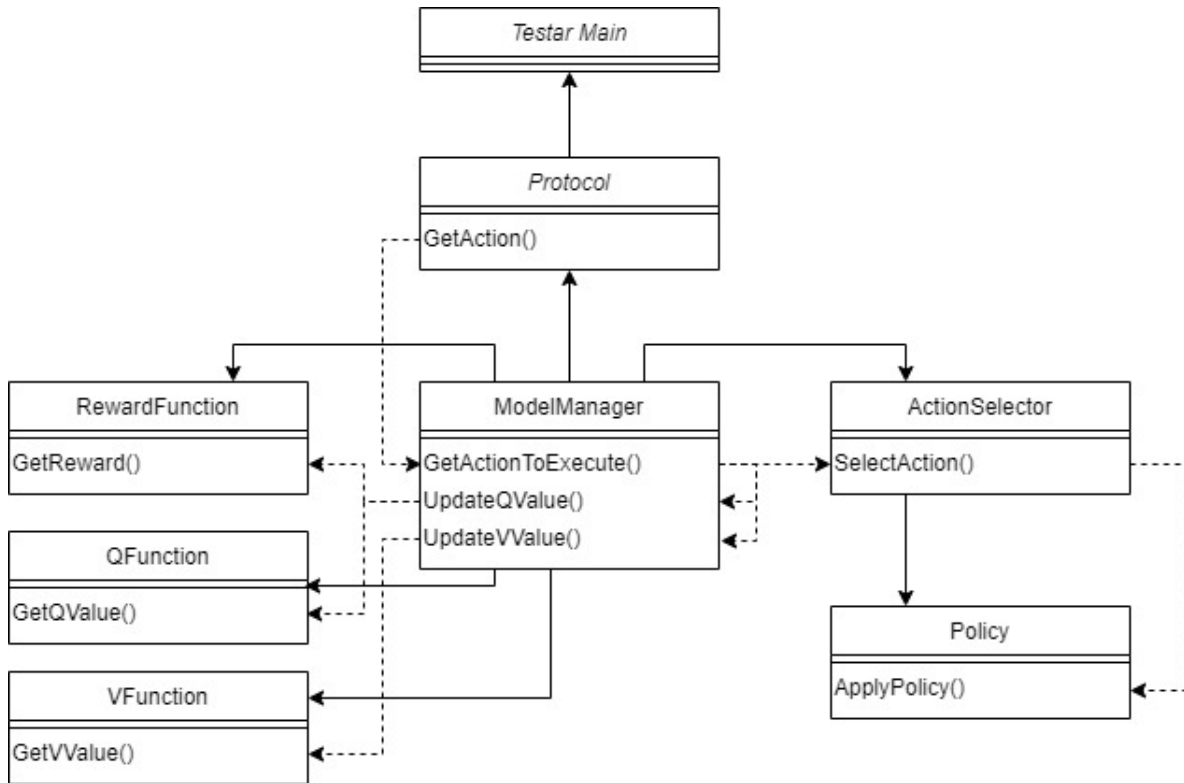 Testar Main
Protocol
GetAction()
RewardFunction
GetReward()
ModelManager
GetActionToExecute()
UpdateQValue()
UpdateVValue()
ActionSelector
SelectAction()
QFunction
GetQValue()
Policy
ApplyPolicy()
VFunction
GetVValue()